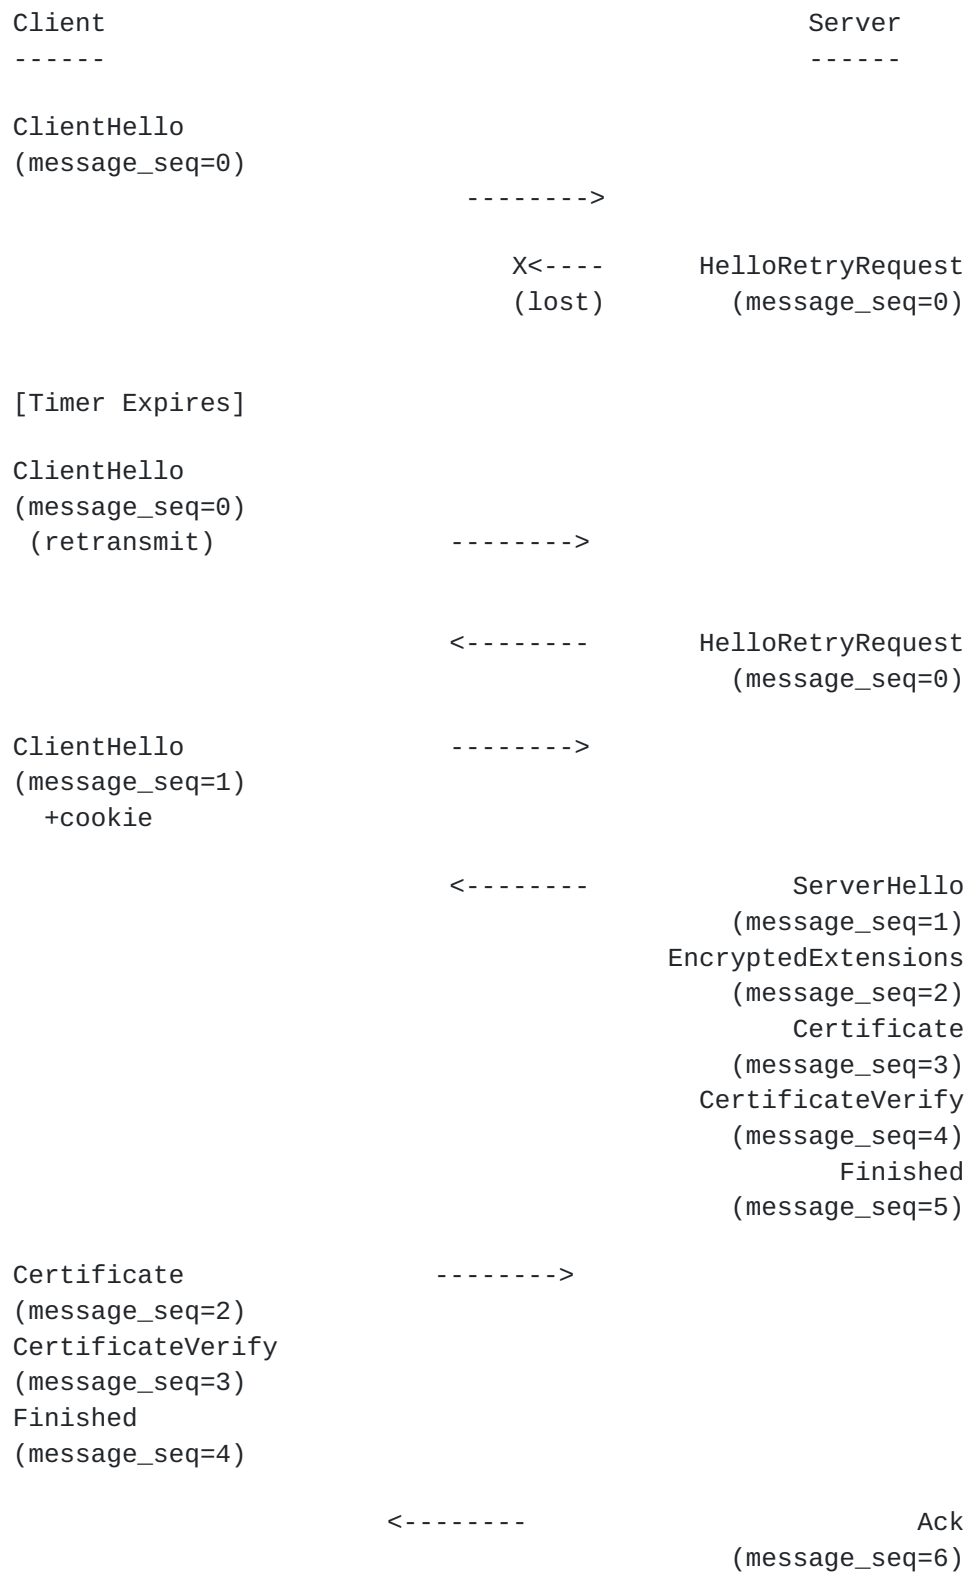 Client                                             Server
------                                             ------
ClientHello
(message_seq=0)
                             -------->
                                X<----      HelloRetryRequest
                                (lost)        (message_seq=0)
[Timer Expires]
ClientHello
(message_seq=0)
 (retransmit)               -------->
                            <--------       HelloRetryRequest
                                              (message_seq=0)
ClientHello                 -------->
(message_seq=1)
  +cookie
                            <--------             ServerHello
                                              (message_seq=1)
                                          EncryptedExtensions
                                              (message_seq=2)
                                                  Certificate
                                              (message_seq=3)
                                            CertificateVerify
                                              (message_seq=4)
                                                     Finished
                                              (message_seq=5)
Certificate                -------->
(message_seq=2)
CertificateVerify
(message_seq=3)
Finished
(message_seq=4)
                        <--------                         Ack
                                              (message_seq=6)